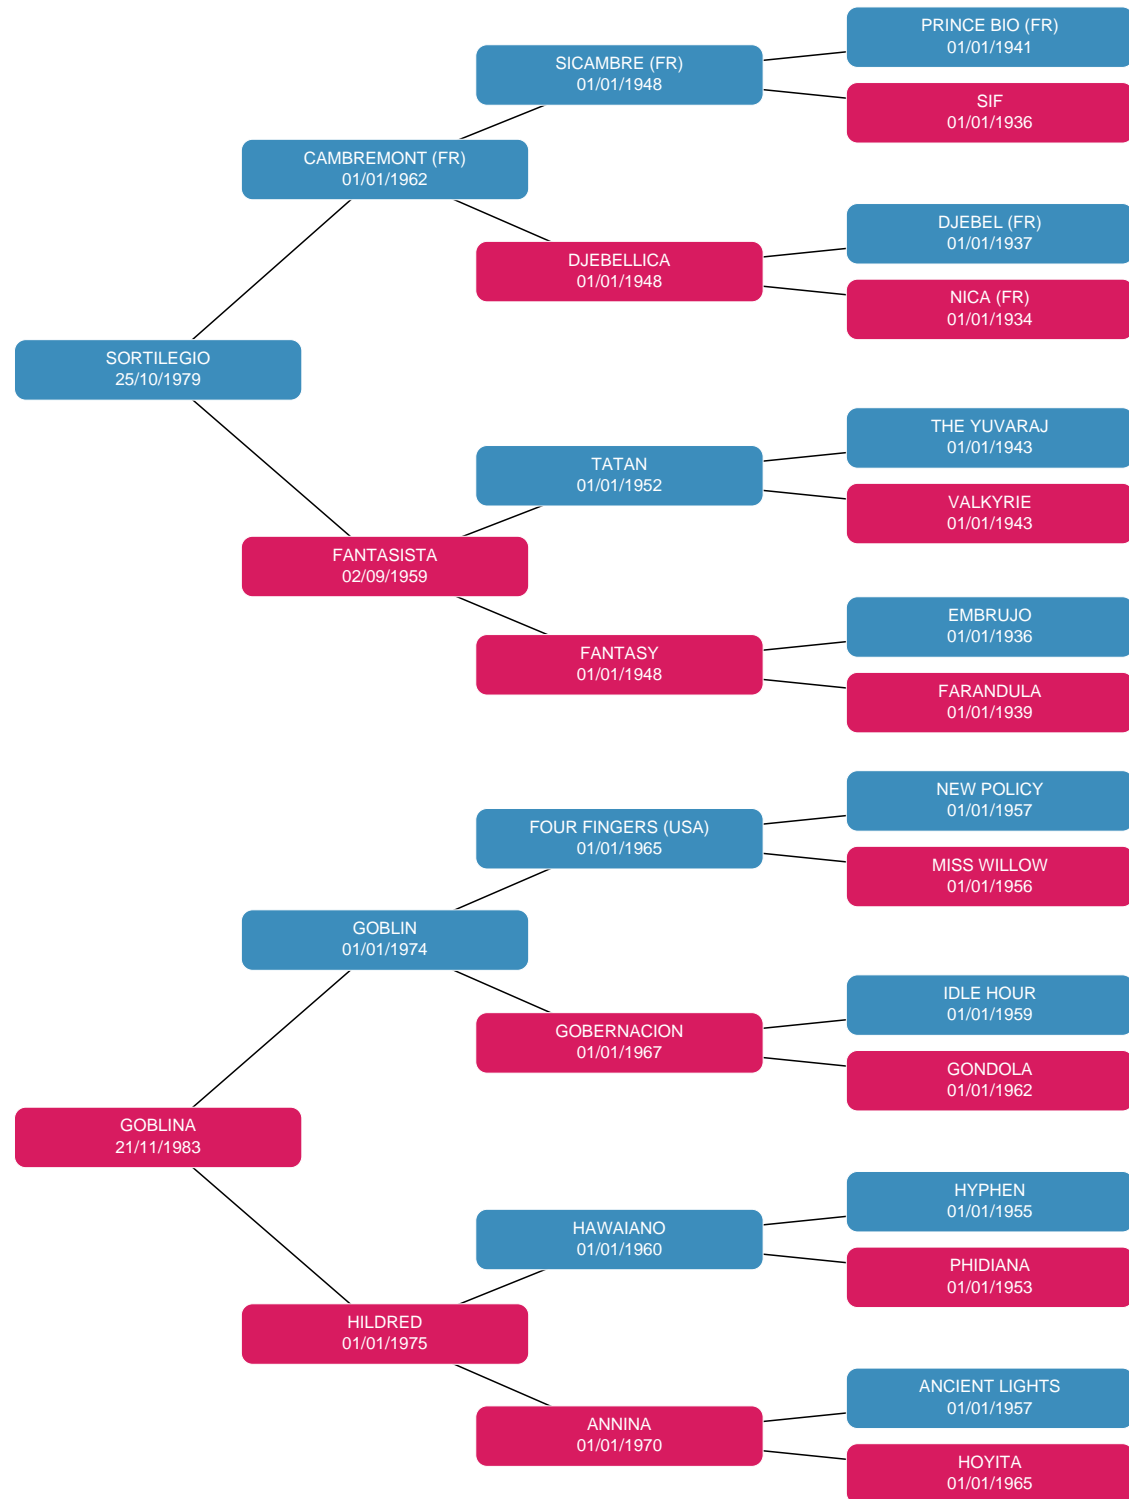 PRINCE BIO (FR)
01/01/1941
SICAMBRE (FR)
01/01/1948
SIF
01/01/1936
CAMBREMONT (FR)
01/01/1962
DJEBEL (FR)
01/01/1937
DJEBELLICA
01/01/1948
NICA (FR)
01/01/1934
SORTILEGIO
25/10/1979
THE YUVARAJ
01/01/1943
TATAN
01/01/1952
VALKYRIE
01/01/1943
FANTASISTA
02/09/1959
EMBRUJO
01/01/1936
FANTASY
01/01/1948
FARANDULA
01/01/1939
NEW POLICY
01/01/1957
FOUR FINGERS (USA)
01/01/1965
MISS WILLOW
01/01/1956
GOBLIN
01/01/1974
IDLE HOUR
01/01/1959
GOBERNACION
01/01/1967
GONDOLA
01/01/1962
GOBLINA
21/11/1983
HYPHEN
01/01/1955
HAWAIANO
01/01/1960
PHIDIANA
01/01/1953
HILDRED
01/01/1975
ANCIENT LIGHTS
01/01/1957
ANNINA
01/01/1970
HOYITA
01/01/1965